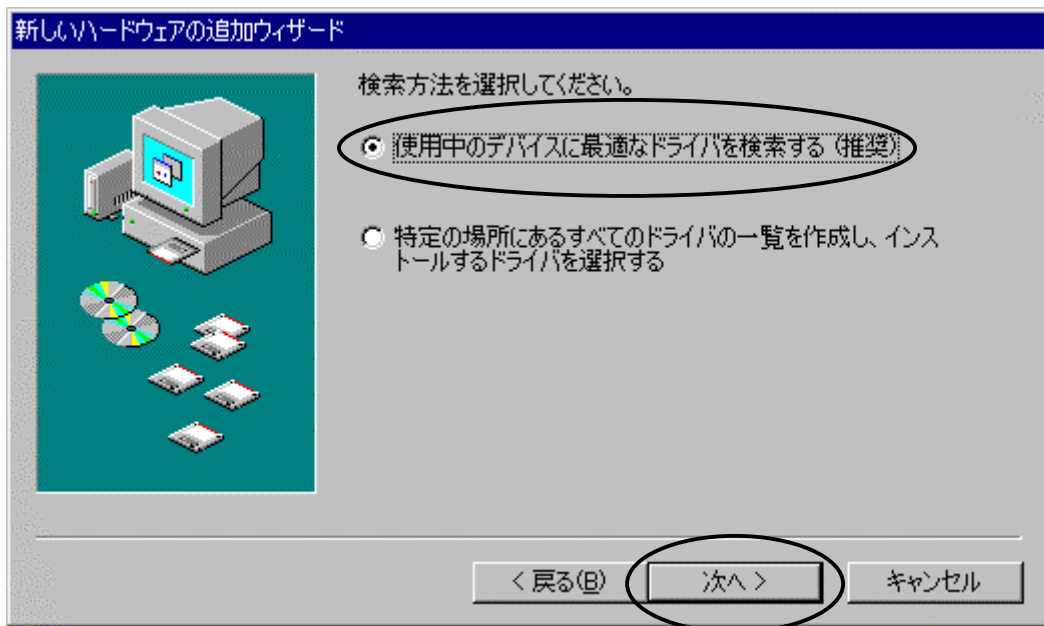 新しいハードウェアの追加ウィザード
検索方法を選択してください。
使用中のデバイスに最適なドライバを検索する (推奨)
特定の場所にあるすべてのドライバの一覧を作成し、インス
トールするドライバを選択する
< 戻る(B)
次へ >
キャンセル